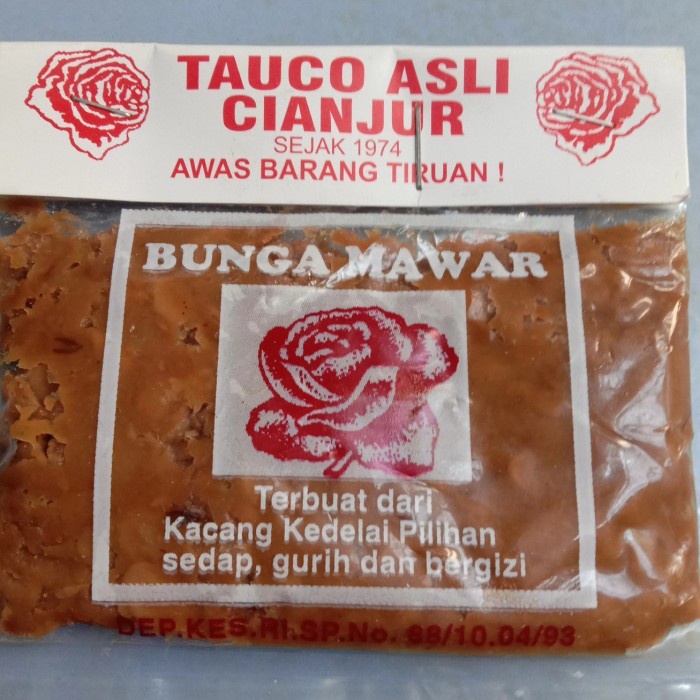 TAUCO ASLI
CIANJUR
SEJAK 1974
AWAS BARANG TIRUAN !
BUNGA MAWAR
Terbuat dari
Kacang Kedelai Pilihan
sedap, gurih dan bergizi
DEP.KES.RI.SP.No. 88/10.04/93